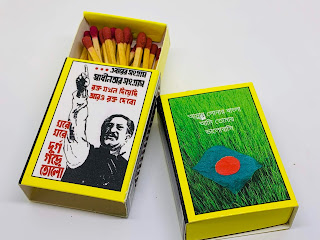 এবারের সংগ্রাম
স্বাধীনতার সংগ্রাম
রক্ত যখন দিয়েছি
আরও রক্ত দেবো
ঘরে
ঘরে
দুর্গ
গড়ে
তোলো
আমার সোনার বাংলা
আমি তোমায়
ভালোবাসি